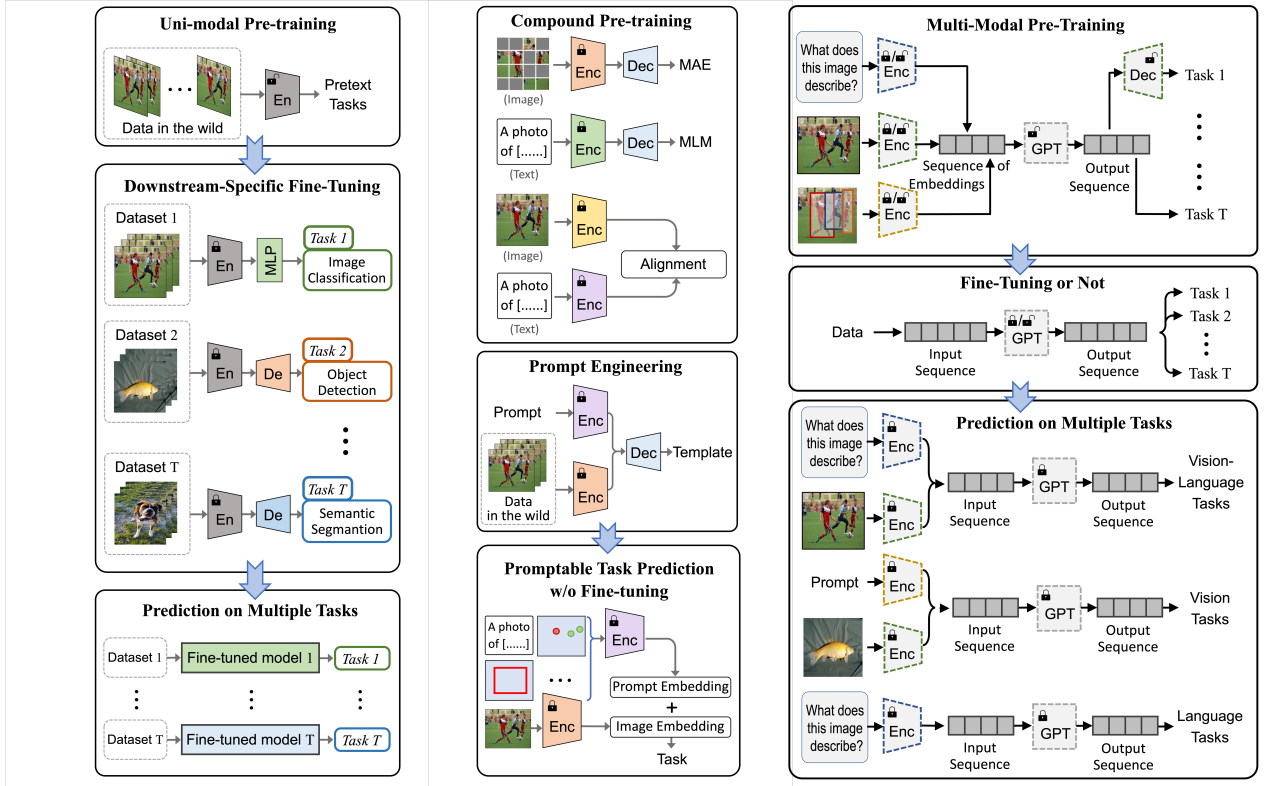 Uni-modal Pre-training
Data in the wild
En
Pretext
Tasks
Downstream-Specific Fine-Tuning
Dataset 1
En
MLP
Task 1
Image
Classification
Dataset 2
En
De
Task 2
Object
Detection
Dataset T
En
De
Task T
Semantic
Segmantion
Prediction on Multiple Tasks
Dataset 1
Fine-tuned model 1
Task 1
Dataset T
Fine-tuned model T
Task T
Compound Pre-training
(Image)
Enc
Dec
MAE
A photo
of [......]
(Text)
Enc
Dec
MLM
(Image)
Enc
Alignment
A photo
of [......]
(Text)
Enc
Prompt Engineering
Prompt
Enc
Data
in the wild
Enc
Dec
Template
Promptable Task Prediction
w/o Fine-tuning
A photo
of [......]
Enc
Prompt Embedding
+
Enc
Image Embedding
Task
Multi-Modal Pre-Training
What does
this image
describe?
/
Enc
/
Enc
/
Enc
Sequence of
Embeddings
GPT
Output
Sequence
Dec
Task 1
Task T
Fine-Tuning or Not
Data
Input
Sequence
/
GPT
Output
Sequence
Task 1
Task 2
Task T
Prediction on Multiple Tasks
What does
this image
describe?
Enc
Enc
Input
Sequence
GPT
Output
Sequence
Vision-
Language
Tasks
Prompt
Enc
Enc
Input
Sequence
GPT
Output
Sequence
Vision
Tasks
What does
this image
describe?
Enc
Input
Sequence
GPT
Output
Sequence
Language
Tasks